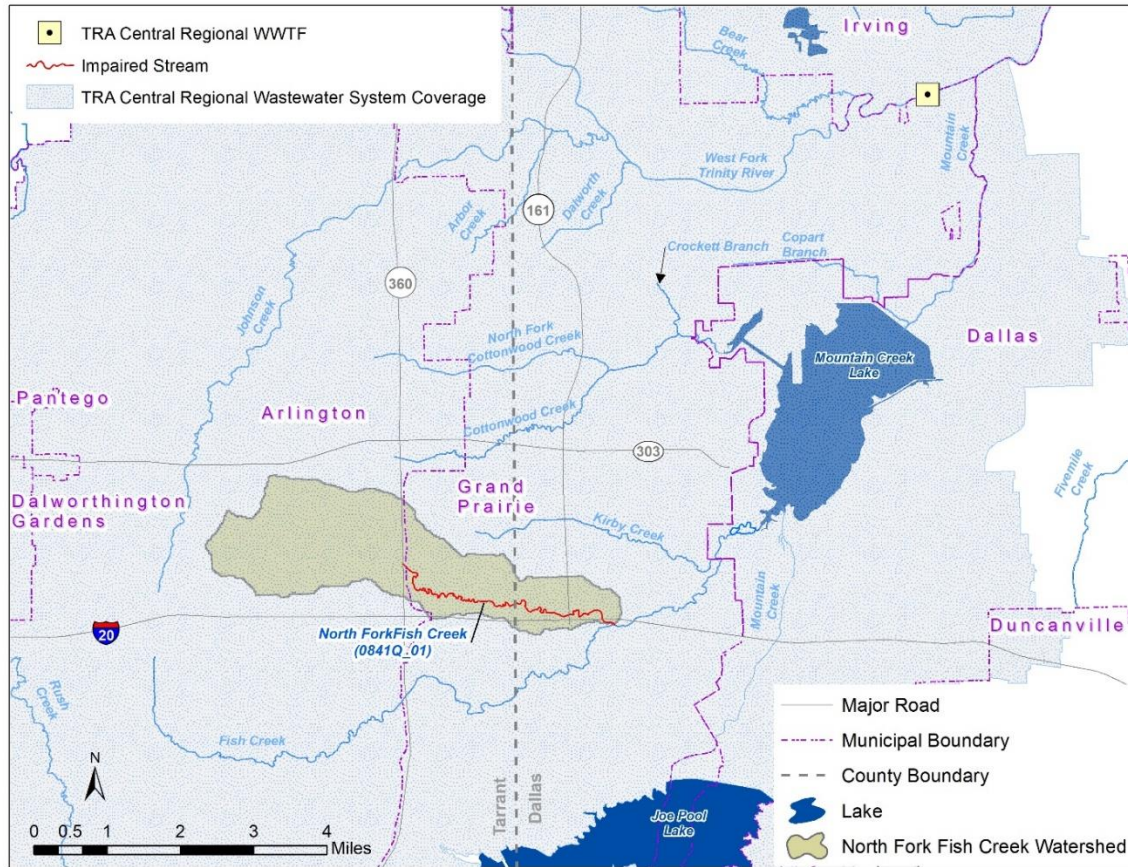 TRA Central Regional WWTF
Impaired Stream
TRA Central Regional Wastewater System Coverage
Irving
Bear
Creek
Mountain
Creek
West Fork
Trinity River
Arbor
Creek
161
Dalworth
Creek
Crockett Branch
Copart
Branch
360
Johnson
Creek
North Fork
Cottonwood Creek
Mountain Creek
Lake
Dallas
Pantego
Arlington
Cottonwood Creek
303
Dalworthington
Gardens
Grand
Prairie
Fivemile
Creek
Kirby Creek
Mountain
Creek
20
North ForkFish Creek
(0841Q_01)
Duncanville
Rush
Creek
Fish Creek
N
Tarrant
Dallas
Joe Pool
Lake
0 0.5 1 2 3 4
Miles
Major Road
Municipal Boundary
County Boundary
Lake
North Fork Fish Creek Watershed